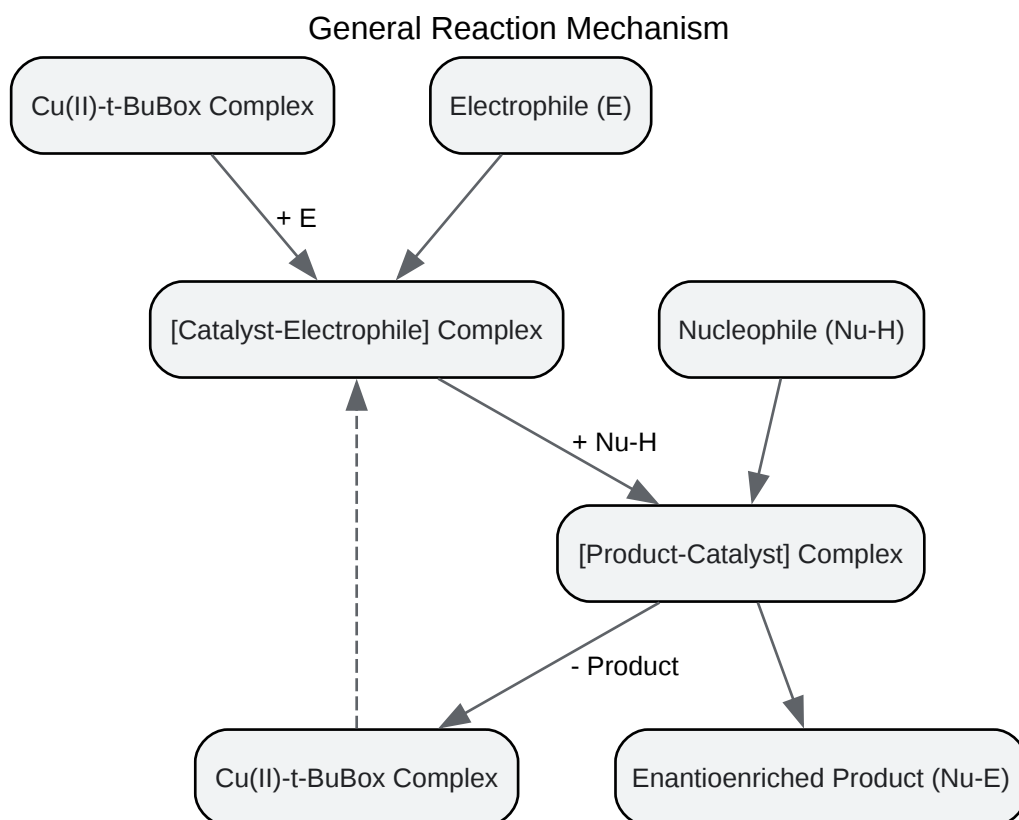 General Reaction Mechanism
Cu(II)-t-BuBox Complex
Electrophile (E)
+ E
[Catalyst-Electrophile] Complex
Nucleophile (Nu-H)
+ Nu-H
[Product-Catalyst] Complex
- Product
Cu(II)-t-BuBox Complex
Enantioenriched Product (Nu-E)